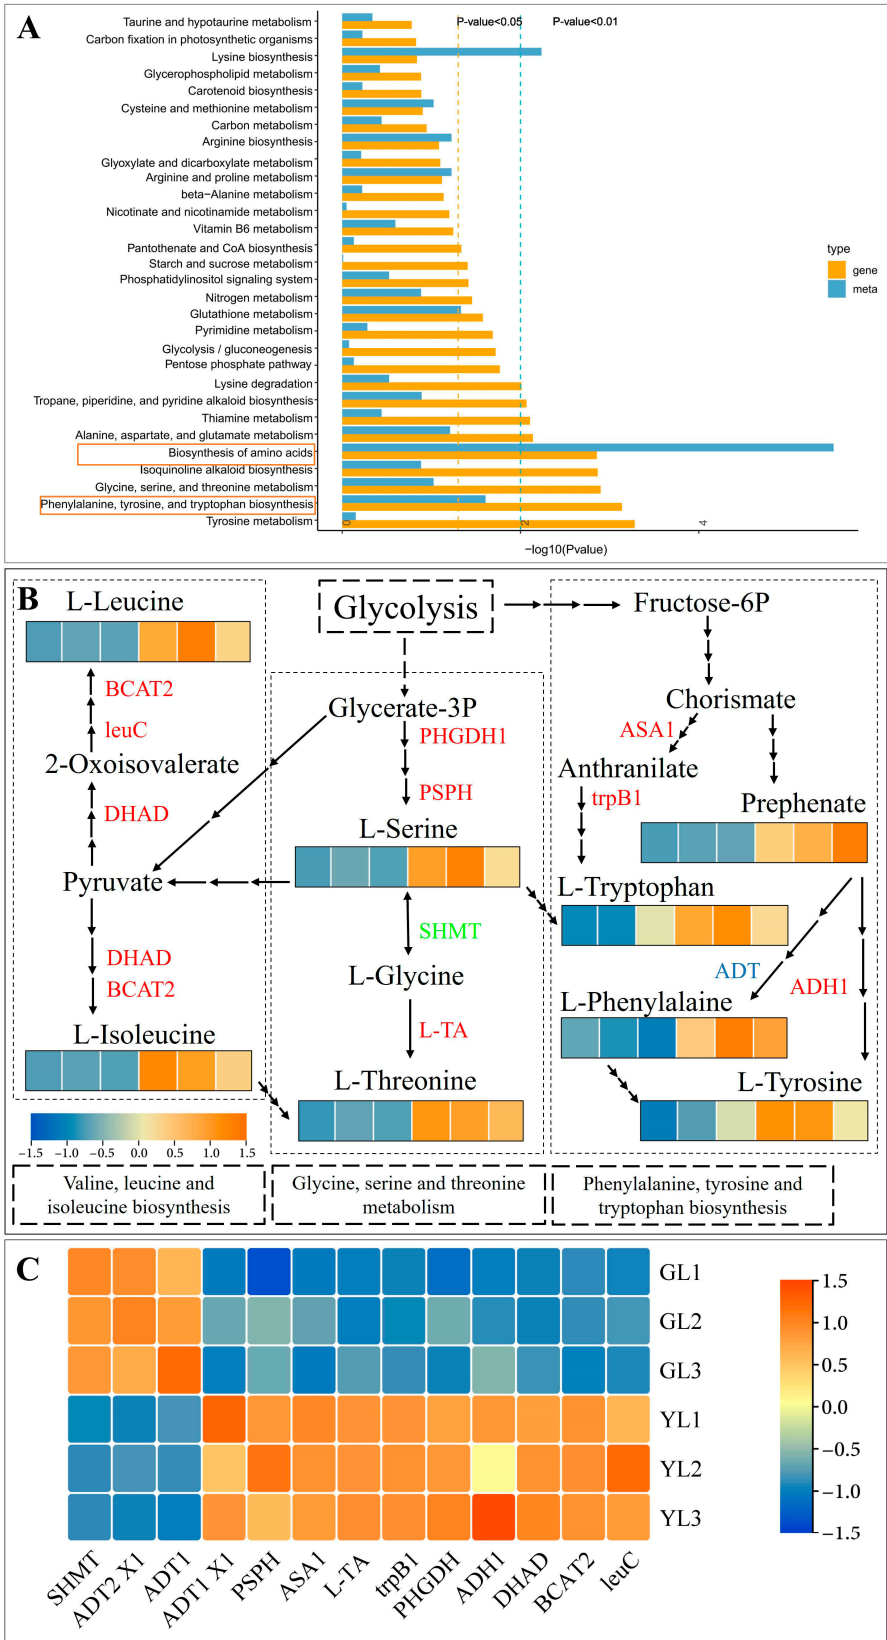 A
P-value<0.05
P-value<0.01
Taurine and hypotaurine metabolism
Carbon fixation in photosynthetic organisms
Lysine biosynthesis
Glycerophospholipid metabolism
Carotenoid biosynthesis
Cysteine and methionine metabolism
Carbon metabolism
Arginine biosynthesis
Glyoxylate and dicarboxylate metabolism
Arginine and proline metabolism
beta−Alanine metabolism
Nicotinate and nicotinamide metabolism
Vitamin B6 metabolism
Pantothenate and CoA biosynthesis
Starch and sucrose metabolism
Phosphatidylinositol signaling system
Nitrogen metabolism
Glutathione metabolism
Pyrimidine metabolism
Glycolysis / gluconeogenesis
Pentose phosphate pathway
Lysine degradation
Tropane, piperidine, and pyridine alkaloid biosynthesis
Thiamine metabolism
Alanine, aspartate, and glutamate metabolism
Biosynthesis of amino acids
Isoquinoline alkaloid biosynthesis
Glycine, serine, and threonine metabolism
Phenylalanine, tyrosine, and tryptophan biosynthesis
Tyrosine metabolism
0
2
4
−log10(Pvalue)
type
gene
meta
B
L-Leucine
BCAT2
leuC
2-Oxoisovalerate
DHAD
Pyruvate
DHAD
BCAT2
L-Isoleucine
−1.5 −1.0 −0.5 0.0 0.5 1.0 1.5
Valine, leucine and
isoleucine biosynthesis
Glycolysis
Glycerate-3P
PHGDH1
PSPH
L-Serine
SHMT
L-Glycine
L-TA
L-Threonine
Glycine, serine and threonine
metabolism
Fructose-6P
Chorismate
ASA1
Anthranilate
trpB1
Prephenate
L-Tryptophan
ADT
ADH1
L-Phenylalaine
L-Tyrosine
Phenylalanine, tyrosine and
tryptophan biosynthesis
C
GL1
GL2
GL3
YL1
YL2
YL3
SHMT
ADT2 X1
ADT1
ADT1 X1
PSPH
ASA1
L-TA
trpB1
PHGDH
ADH1
DHAD
BCAT2
leuC
1.5
1.0
0.5
0.0
−0.5
−1.0
−1.5